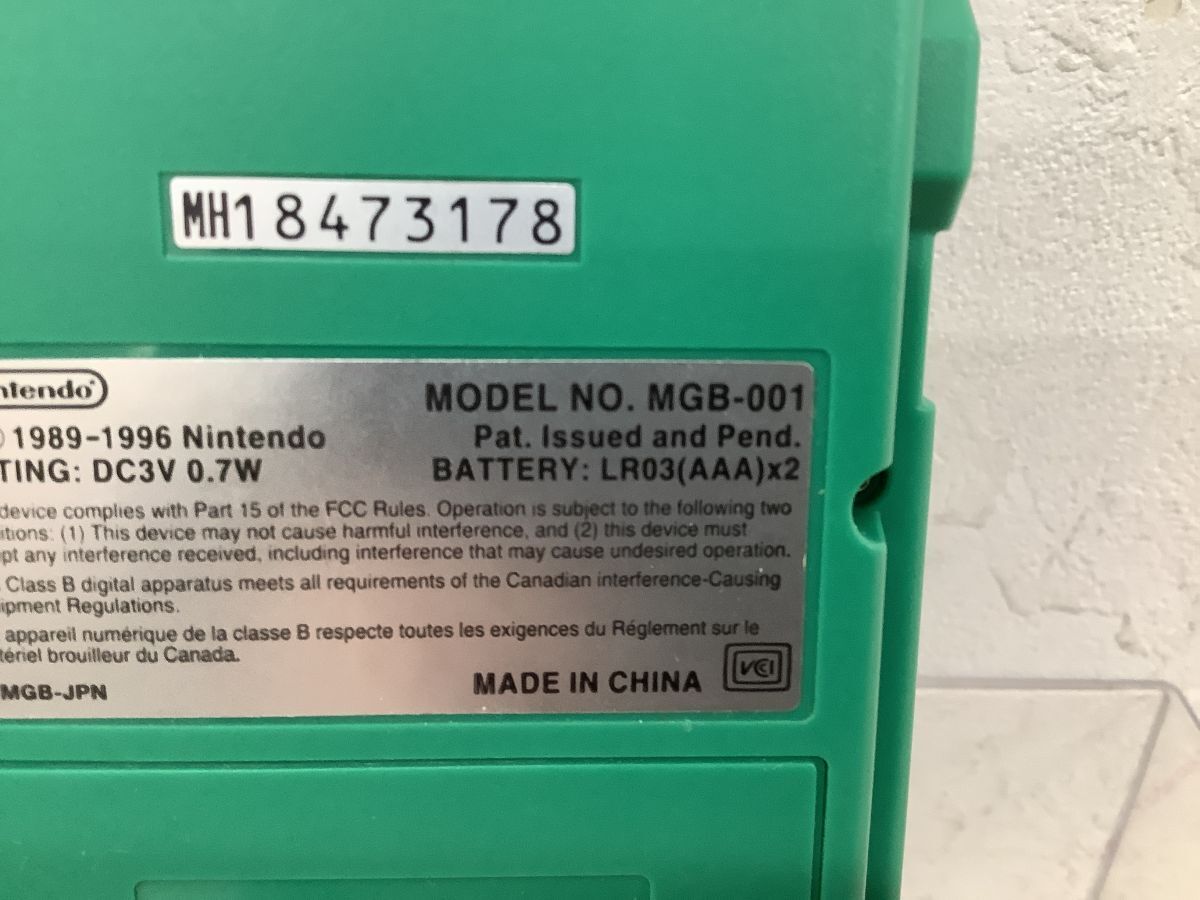 MH18473178
ntendo
MODEL NO. MGB-001
1989-1996 Nintendo
Pat. Issued and Pend.
TING: DC3V 0.7W
BATTERY: LR03(AAA)x2
device complies with Part 15 of the FCC Rules. Operation is subject to the following two
itions: (1) This device may not cause harmful interference, and (2) this device must
pt any interference received, including interference that may cause undesired operation.
Class B digital apparatus meets all requirements of the Canadian interference-Causing
ipment Regulations.
appareil numérique de la classe B respecte toutes les exigences du Réglement sur le
tériel brouilleur du Canada.
MGB-JPN
MADE IN CHINA
VCI